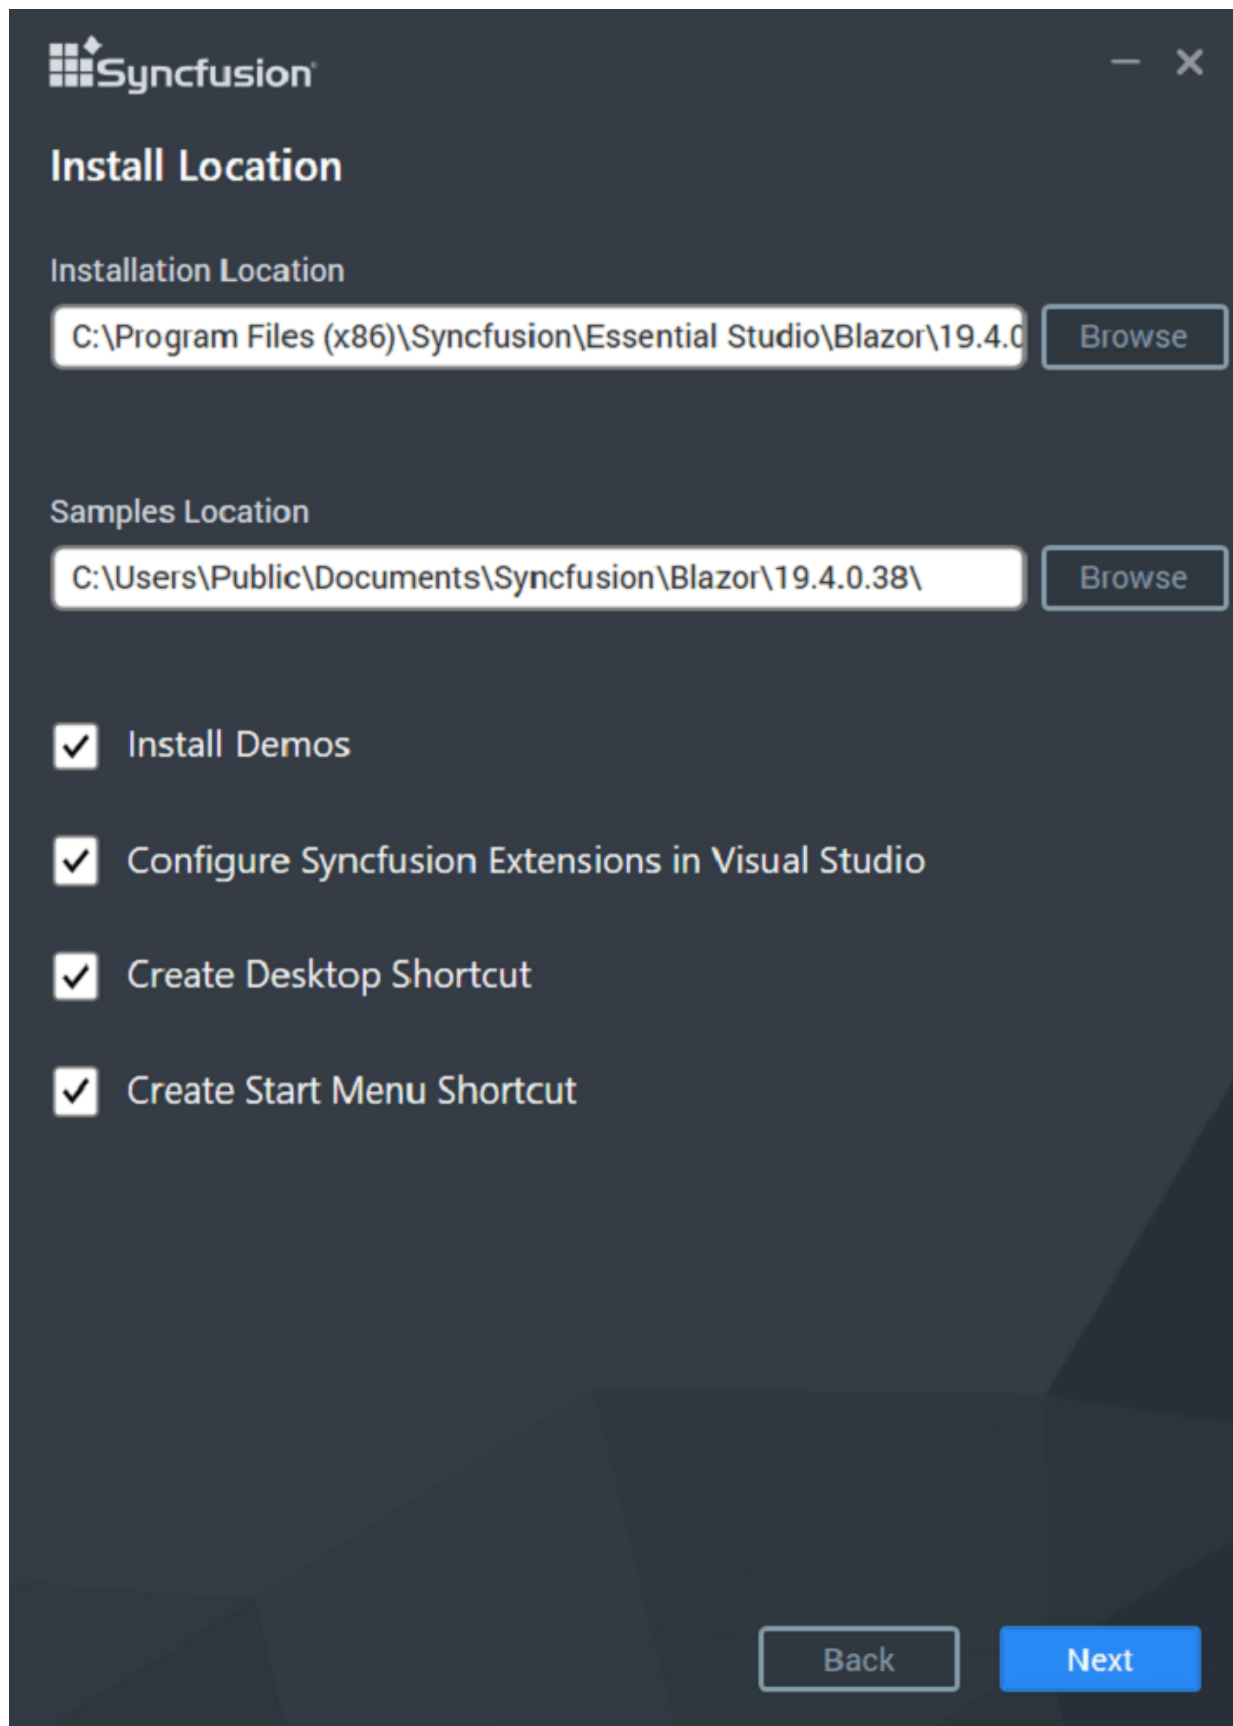 Syncfusion
Install Location
Installation Location
C:\Program Files (x86)\Syncfusion\Essential Studio\Blazor\19.4.0
Browse
Samples Location
C:\Users\Public\Documents\Syncfusion\Blazor\19.4.0.38\
Browse
Install Demos
Configure Syncfusion Extensions in Visual Studio
Create Desktop Shortcut
Create Start Menu Shortcut
Back
Next